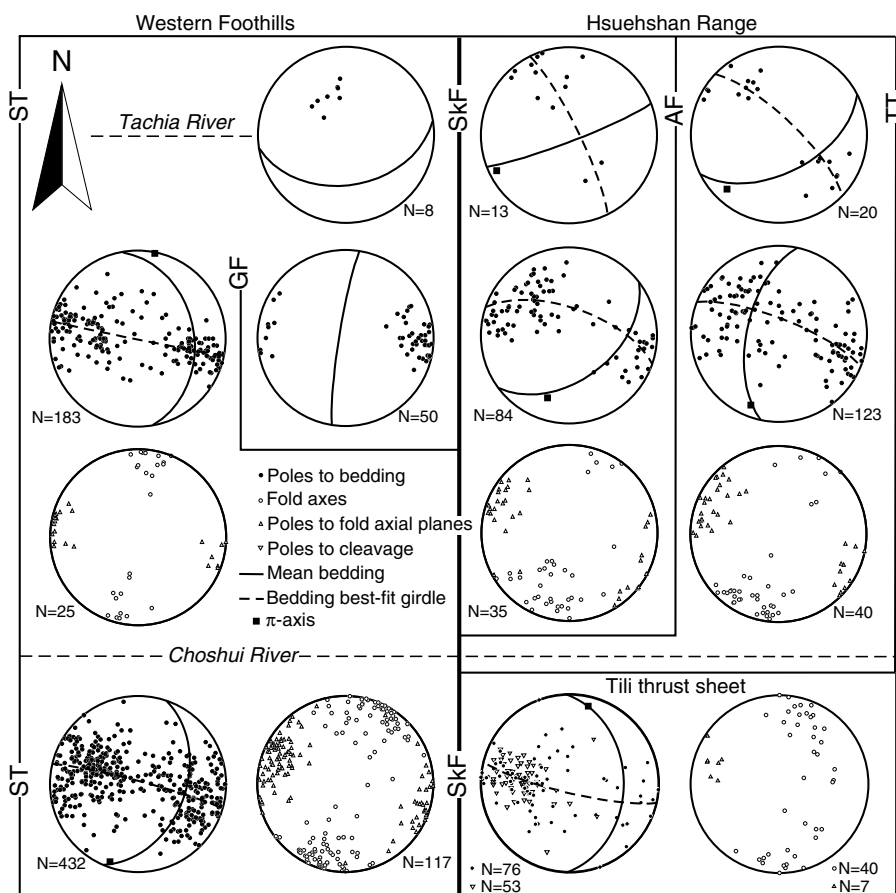 Western Foothills
Hsuehshan Range
N
ST
SkF
AF
TT
Tachia River
N=8
N=13
N=20
GF
N=183
N=50
N=84
N=123
Poles to bedding
Fold axes
Poles to fold axial planes
Poles to cleavage
Mean bedding
Bedding best-fit girdle
π-axis
N=25
N=35
N=40
Choshui River
Tili thrust sheet
ST
SkF
N=432
N=117
N=76
N=53
N=40
N=7